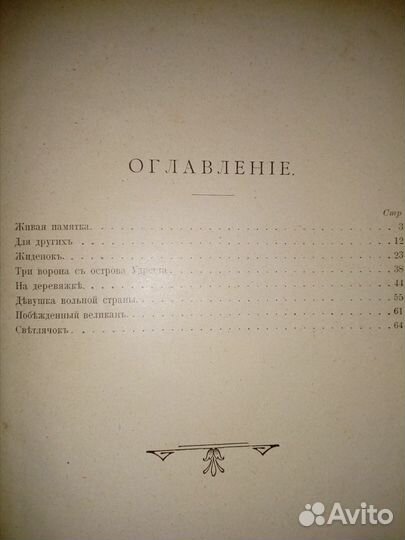 ОГЛАВЛЕНІЕ.
Стр
Живая памятка. 3
Для другихъ 12
Жиденокъ. 23
Три ворона съ острова 38
На деревяжкѣ. 44
Дѣвушка вольной страны. 55
Побѣжденный великанъ. 61
Свѣтлячокъ. 64
Avito